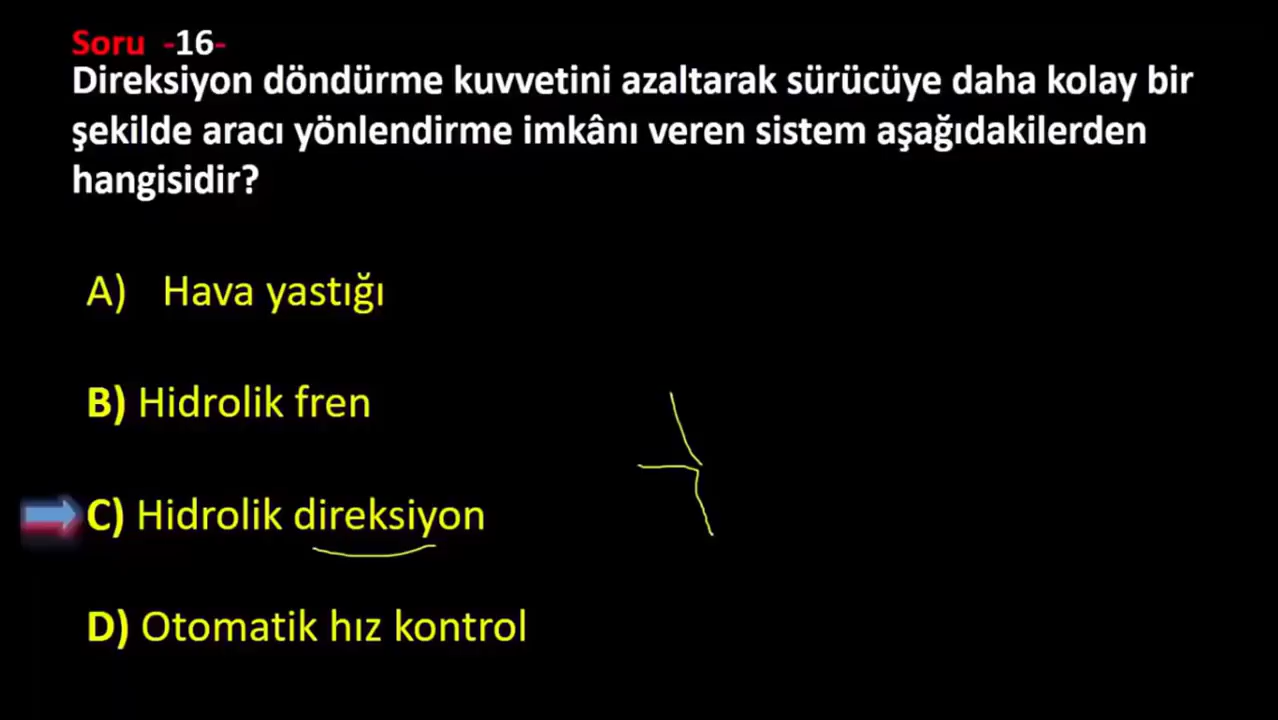 Soru -16-
Direksiyon döndürme kuvvetini azaltarak sürücüye daha kolay bir
şekilde aracı yönlendirme imkânı veren sistem aşağıdakilerden
hangisidir?
A) Hava yastığı
B) Hidrolik fren
C) Hidrolik direksiyon
D) Otomatik hız kontrol